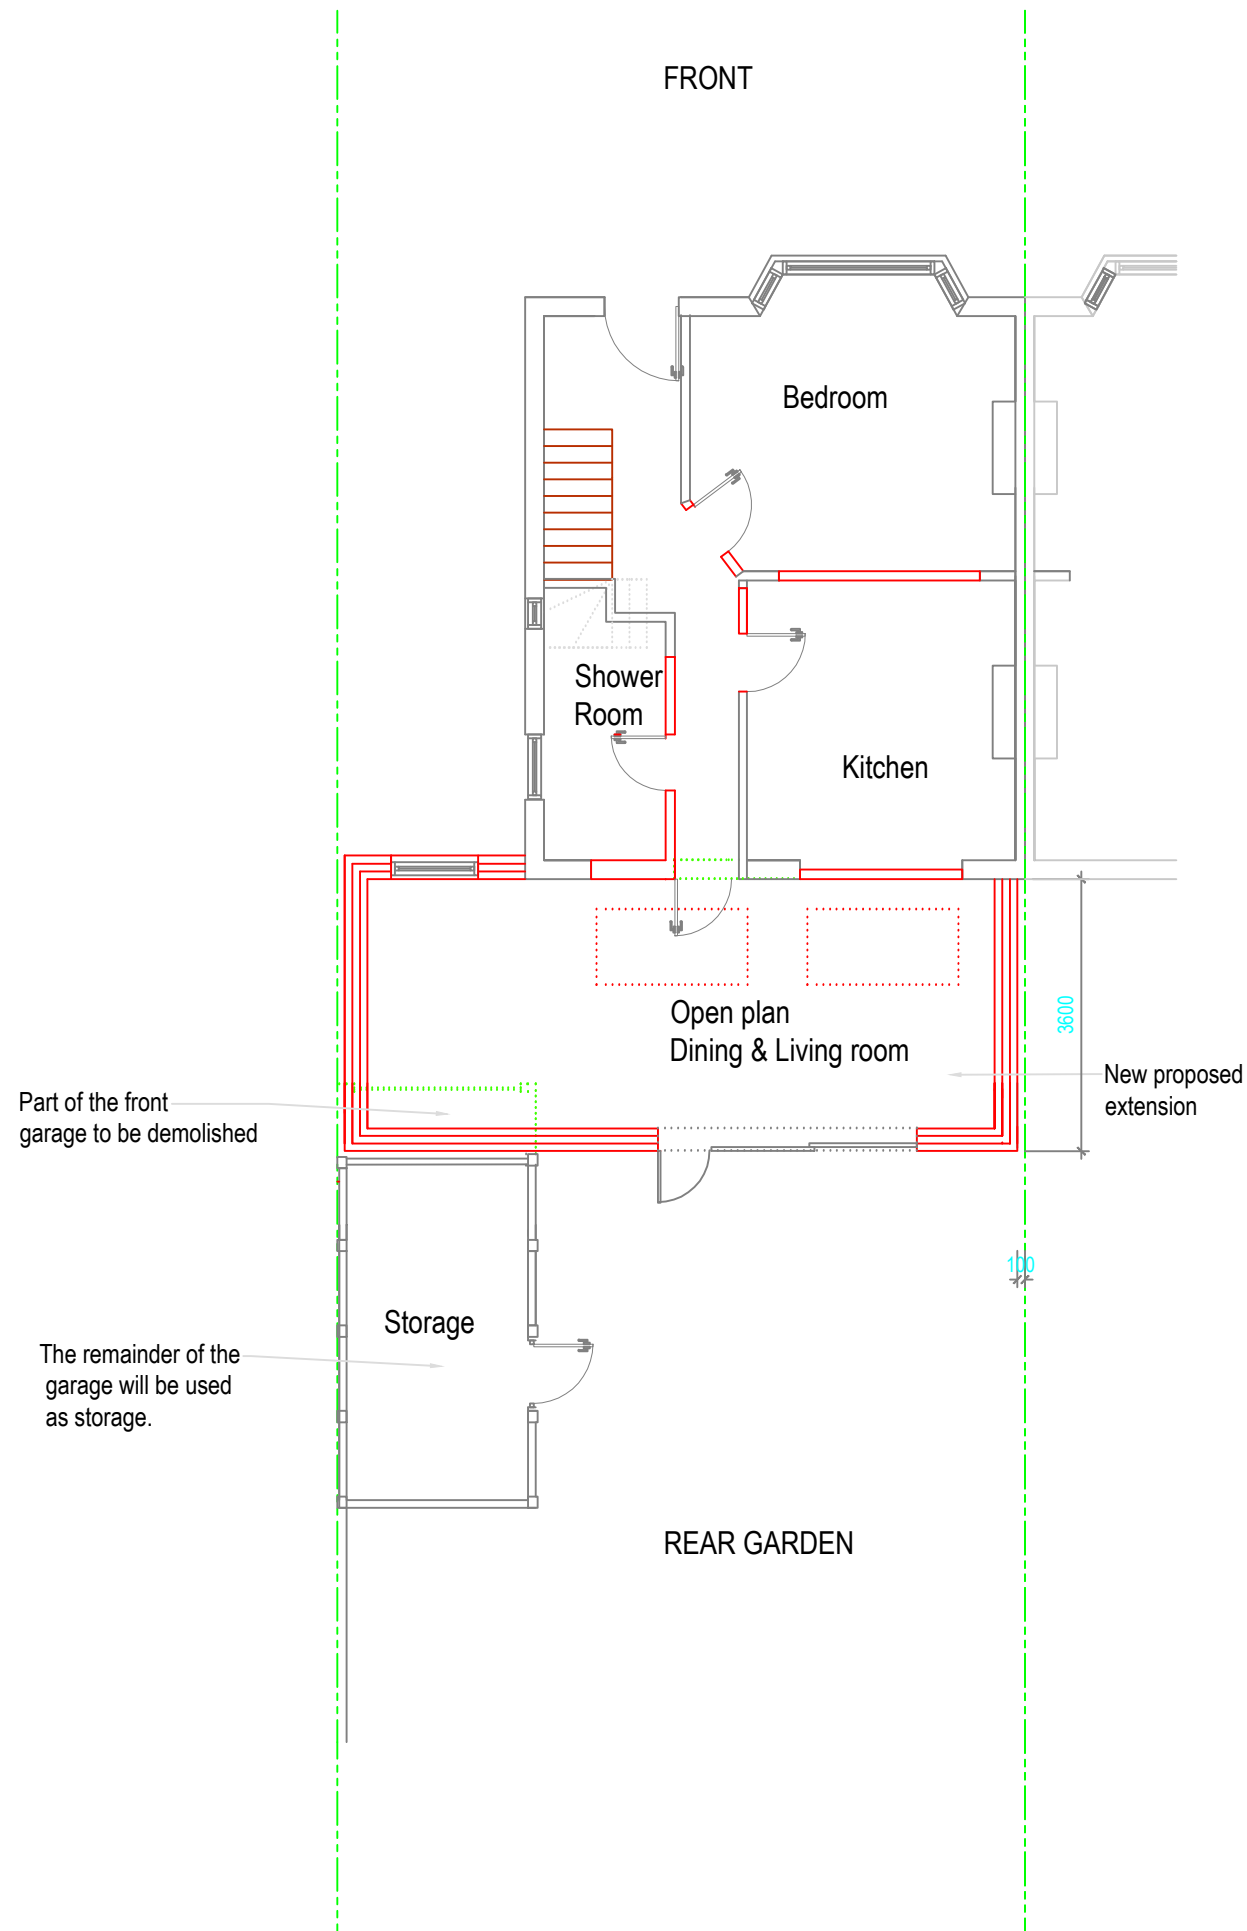 FRONT
Bedroom
Shower
Room
Kitchen
Open plan
Dining & Living room
3600
New proposed
extension
Part of the front
garage to be demolished
100
Storage
The remainder of the
garage will be used
as storage.
REAR GARDEN